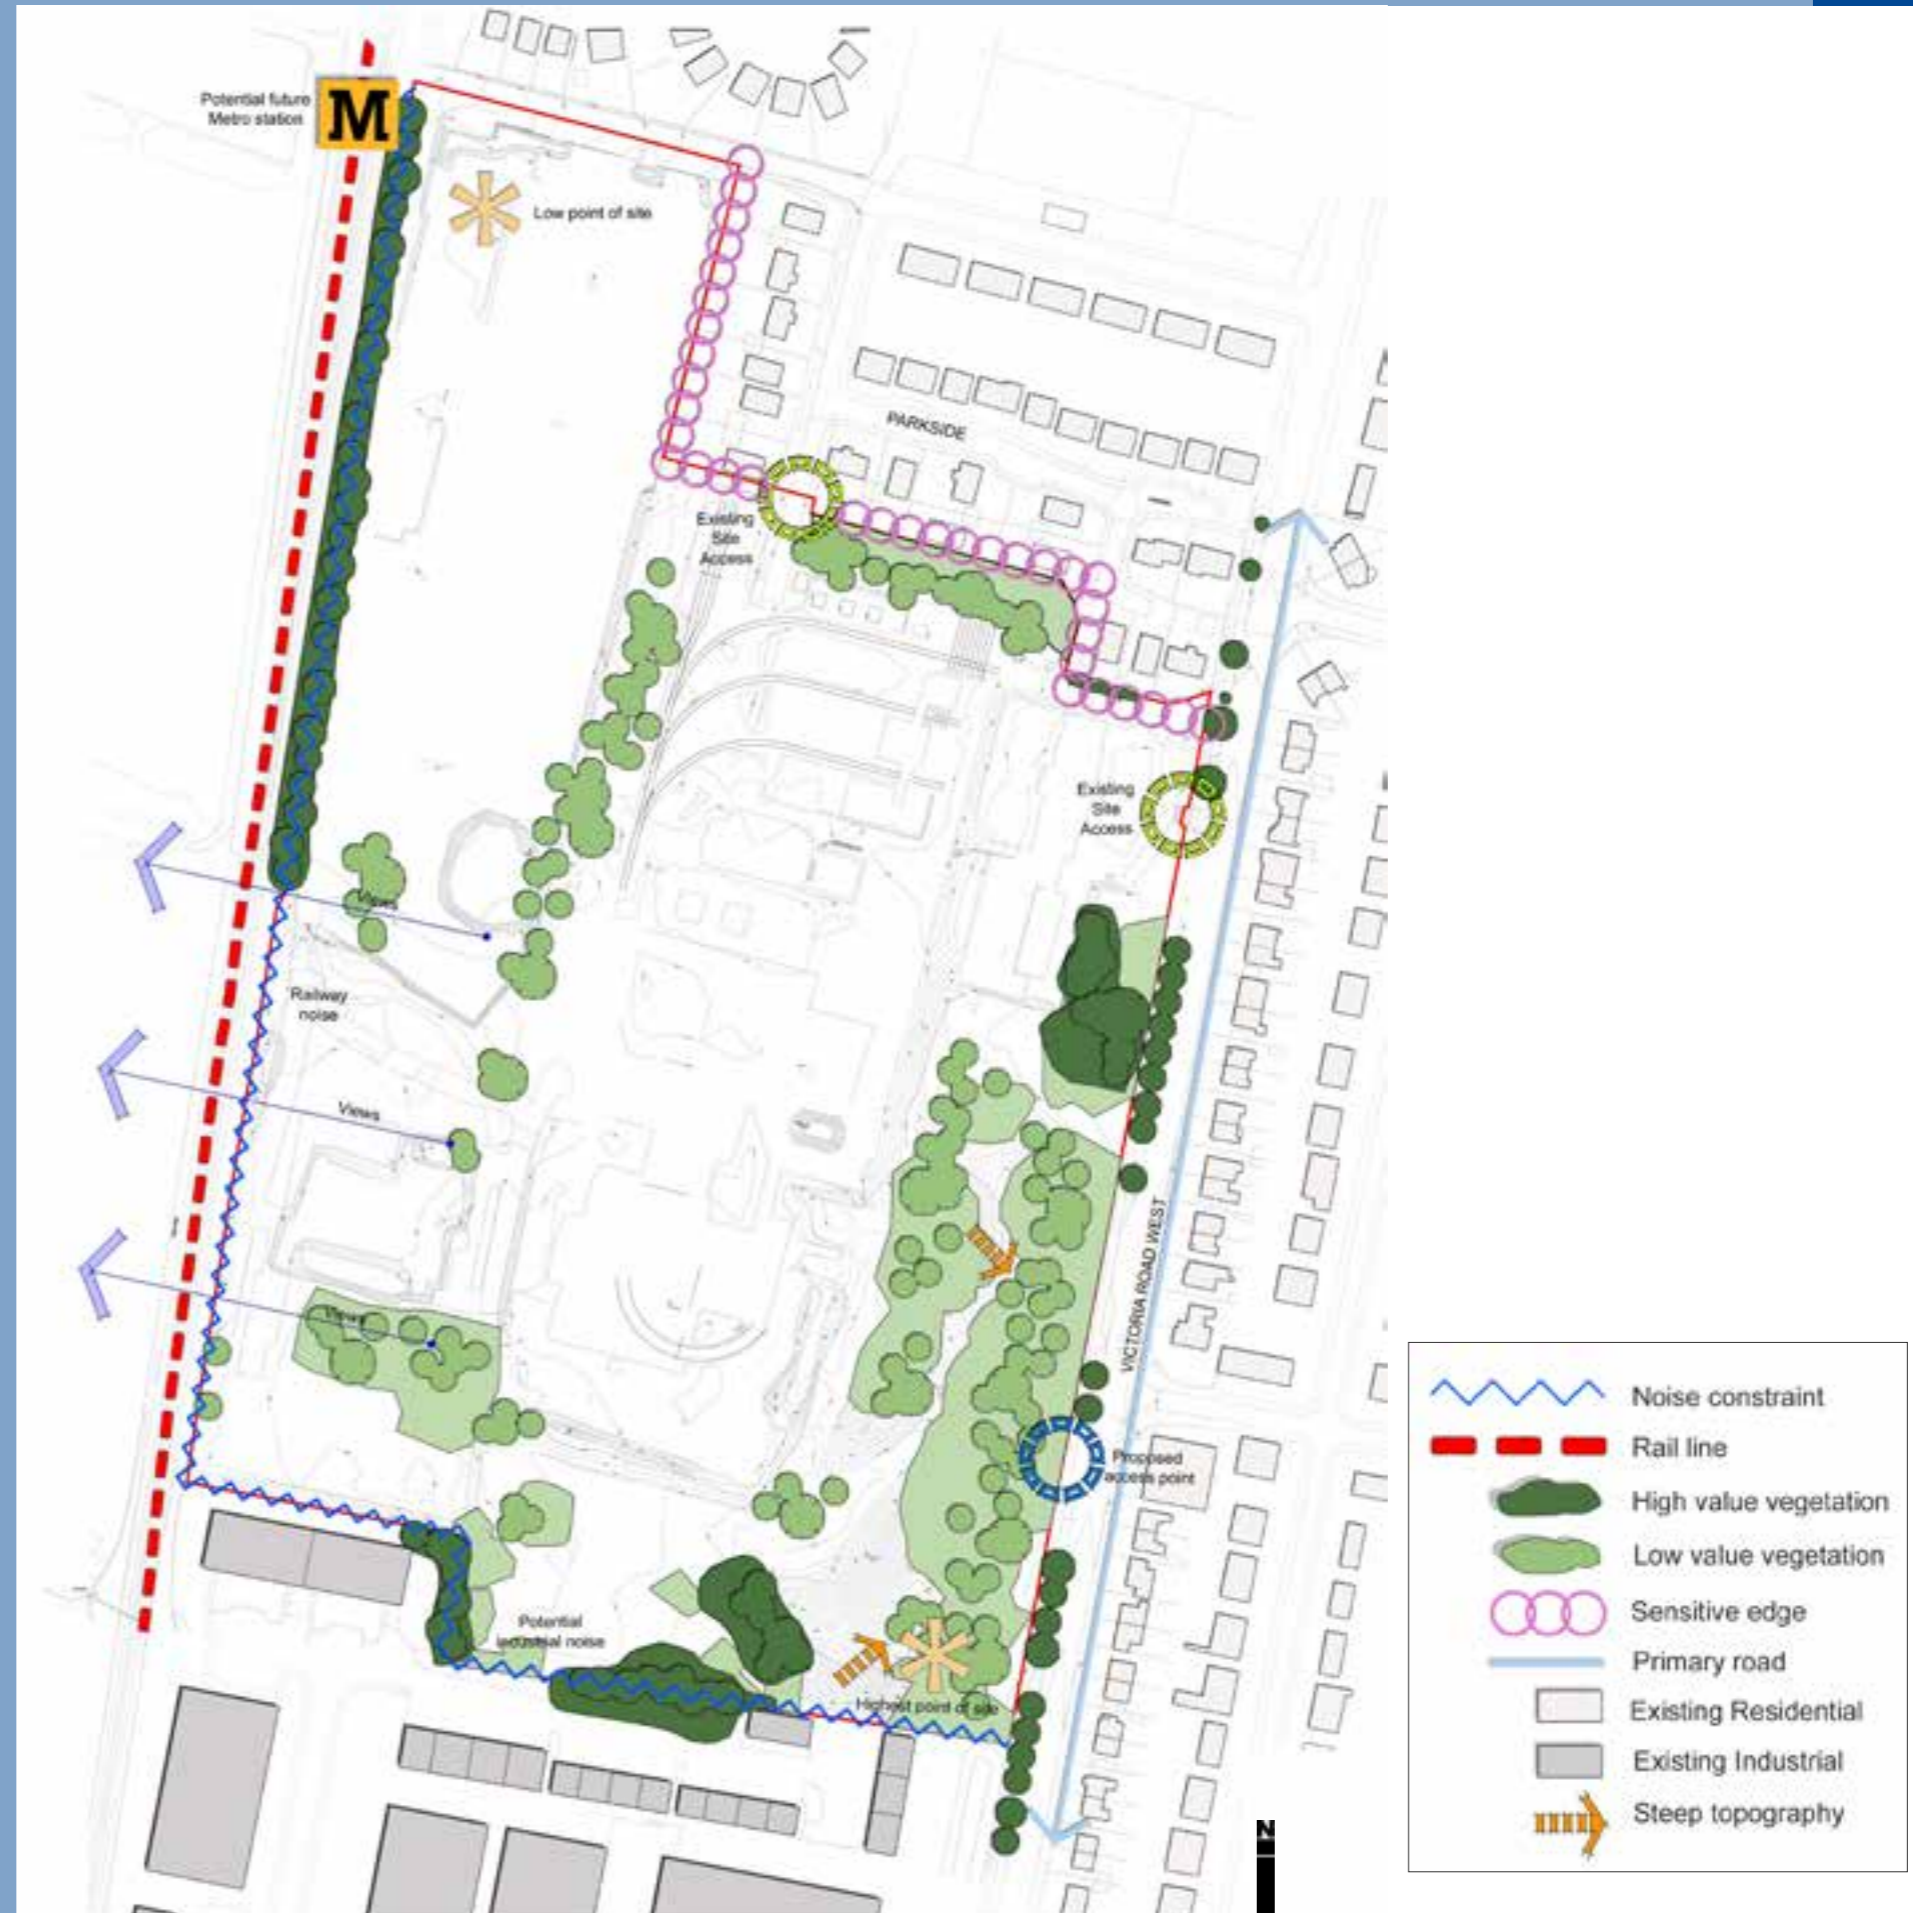 Potential future
Metro station
M
Low point of site
PARKSIDE
Existing
Site
Access
Existing
Site
Access
Views
Railway
noise
Views
Views
VICTORIA ROAD WEST
Proposed
access point
Potential
industrial noise
Highest point of site
N
Noise constraint
Rail line
High value vegetation
Low value vegetation
Sensitive edge
Primary road
Existing Residential
Existing Industrial
Steep topography